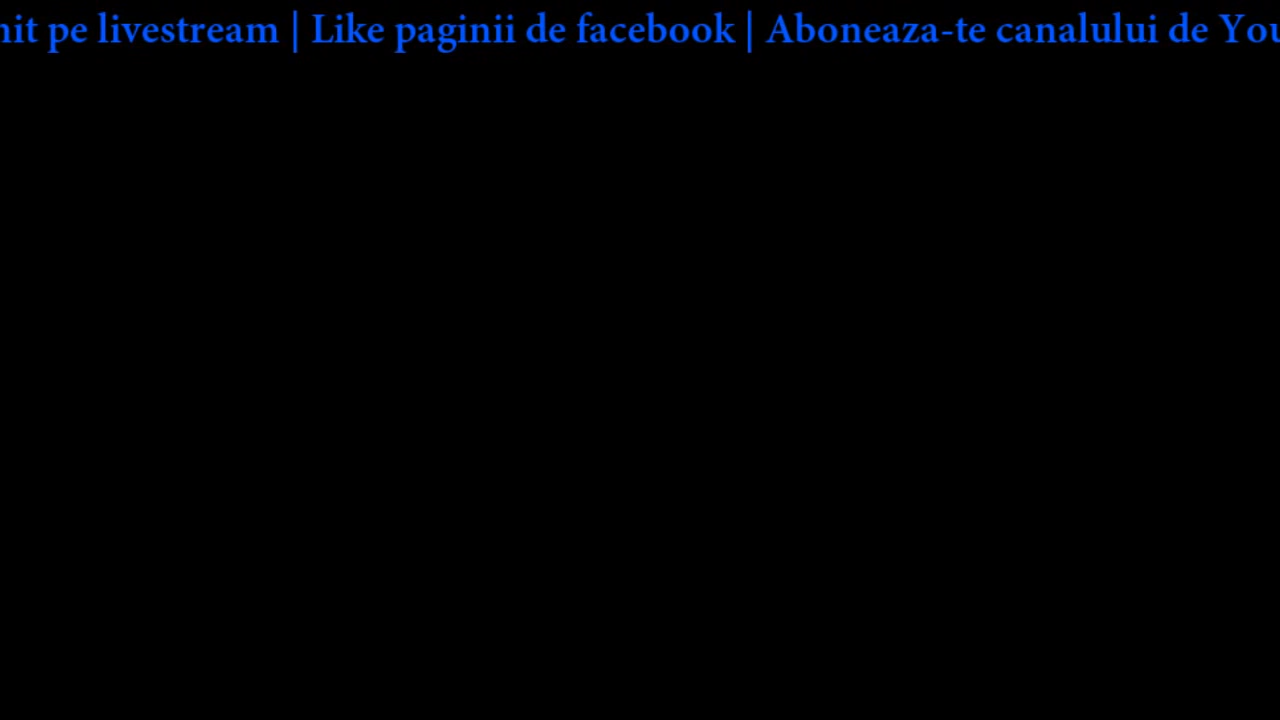 pe livestream | Like paginii de facebook | Aboneaza-te canalului de